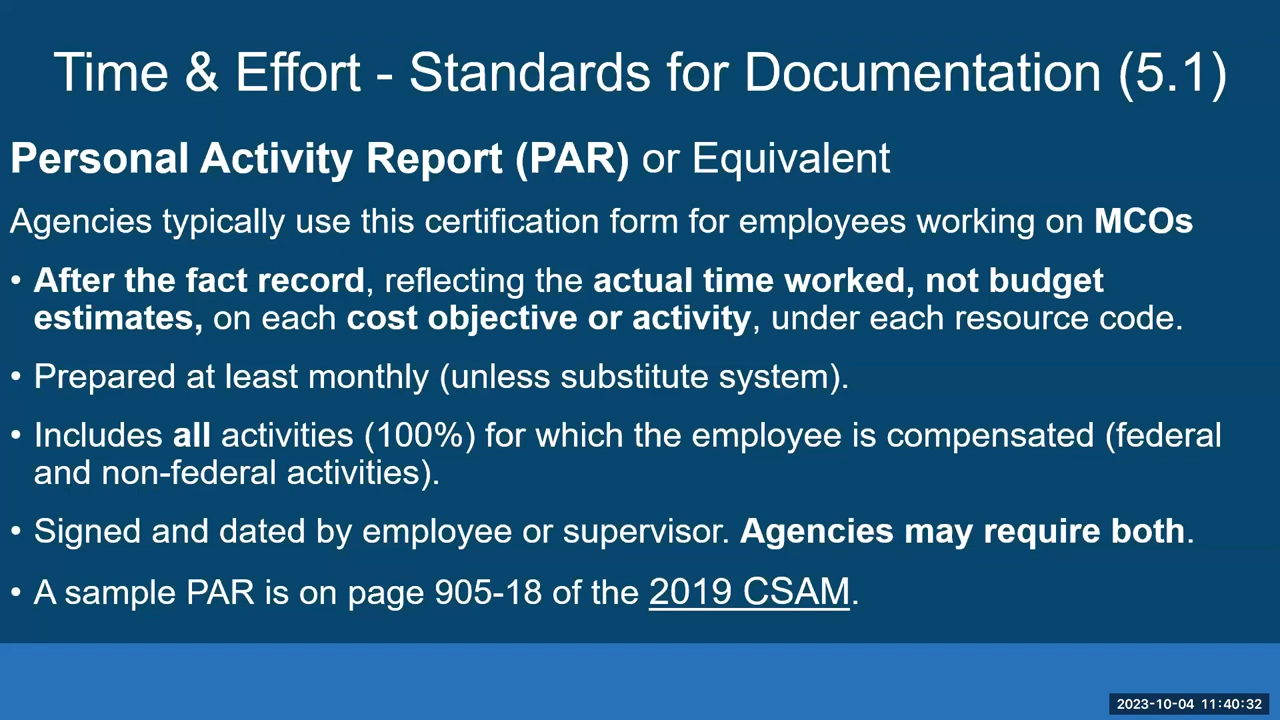 Time & Effort - Standards for Documentation (5.1)
Personal Activity Report (PAR) or Equivalent
Agencies typically use this certification form for employees working on MCOs
• After the fact record, reflecting the actual time worked, not budget
estimates, on each cost objective or activity, under each resource code.
• Prepared at least monthly (unless substitute system).
• Includes all activities (100%) for which the employee is compensated (federal
and non-federal activities).
• Signed and dated by employee or supervisor. Agencies may require both.
• A sample PAR is on page 905-18 of the 2019 CSAM.
2023-10-04 11:40:32